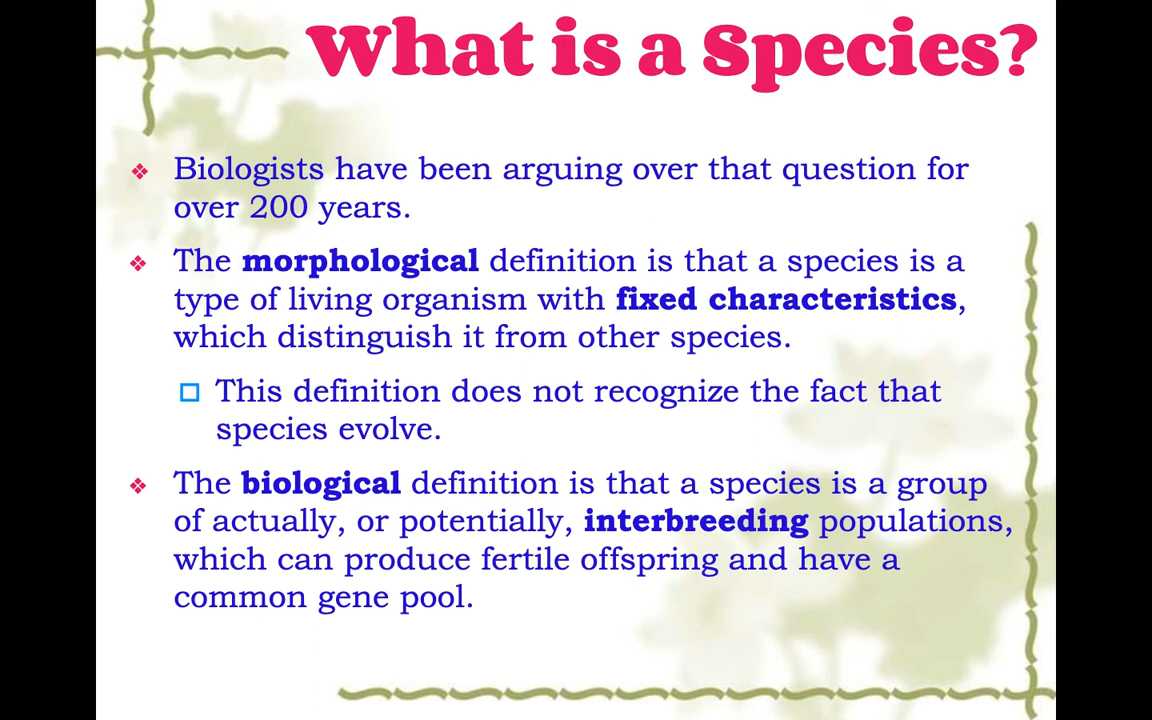 What is a Species?
Biologists have been arguing over that question for
over 200 years.
The morphological definition is that a species is a
type of living organism with fixed characteristics,
which distinguish it from other species.
This definition does not recognize the fact that
species evolve.
The biological definition is that a species is a group
of actually, or potentially, interbreeding populations,
which can produce fertile offspring and have a
common gene pool.